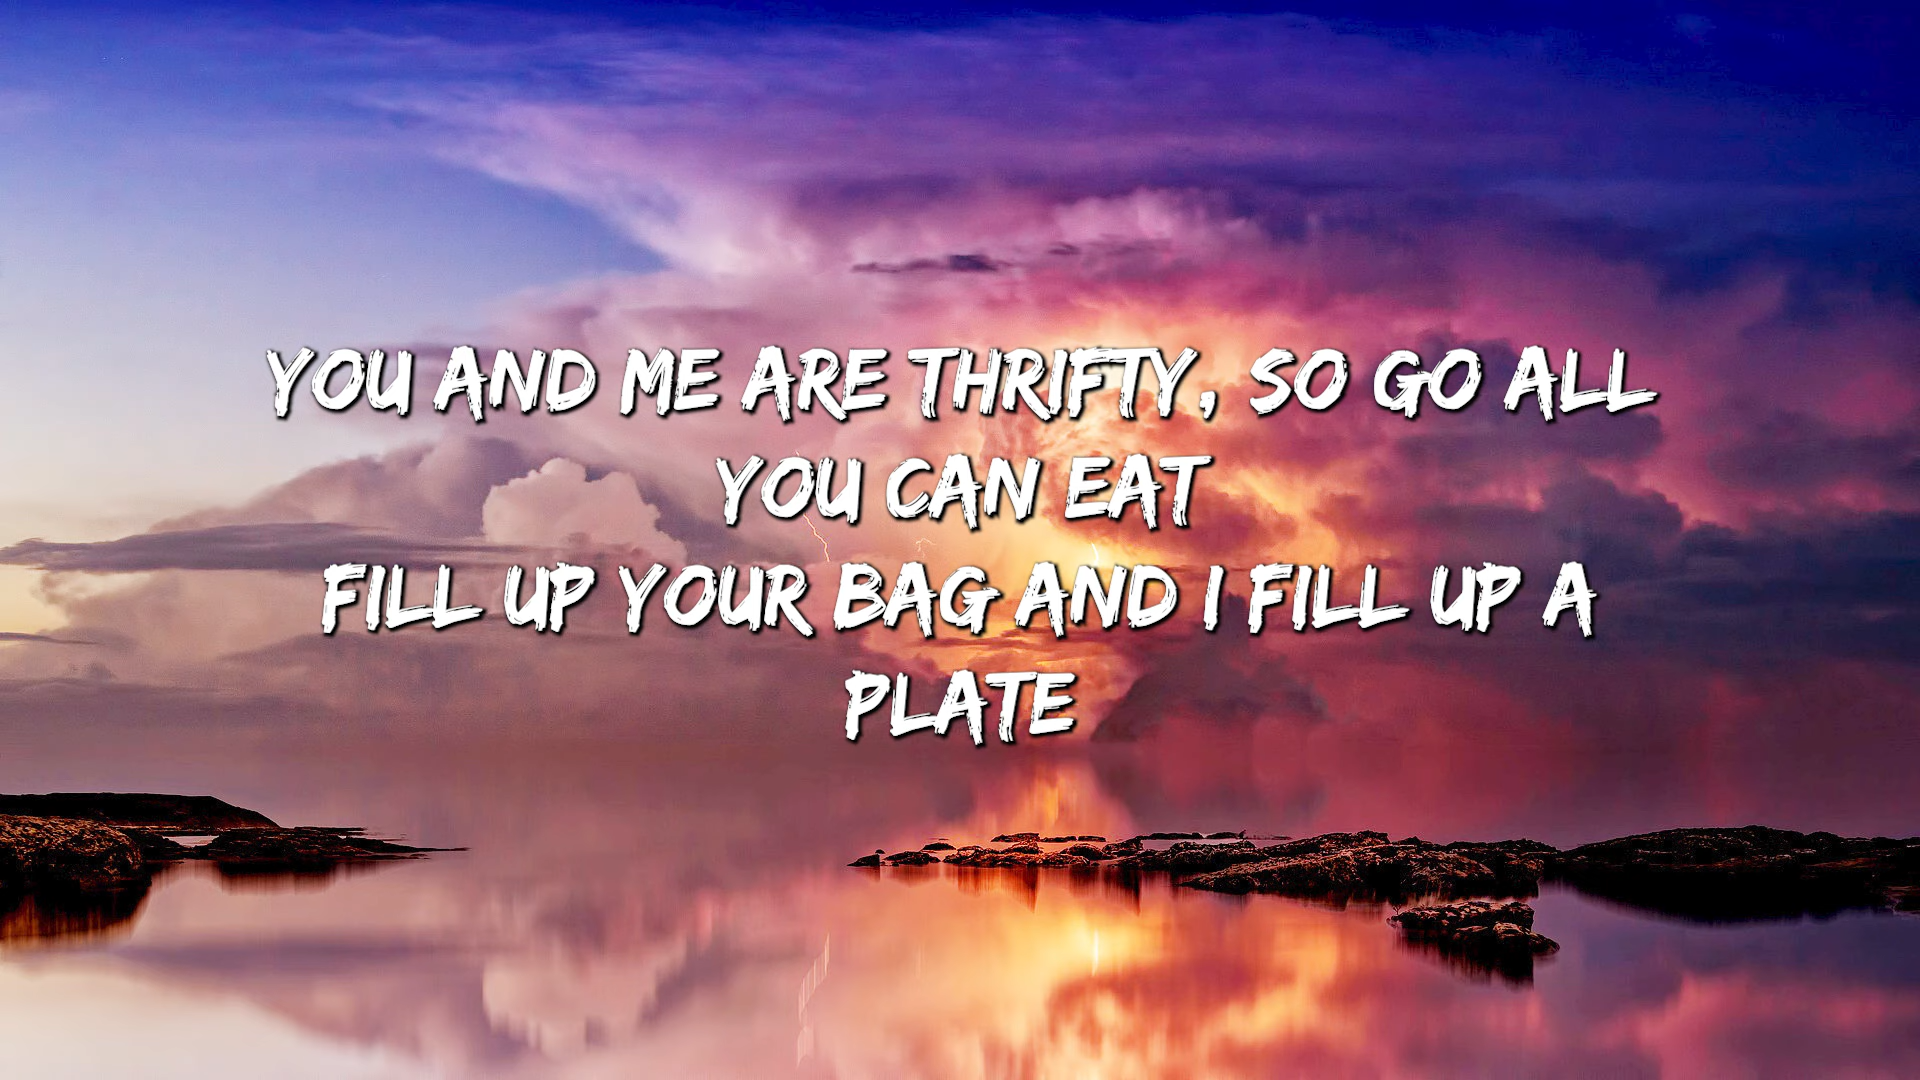 YOU AND ME ARE THRIFTY, SO GO ALL
YOU CAN EAT
FILL UP YOUR BAG AND I FILL UP A
PLATE